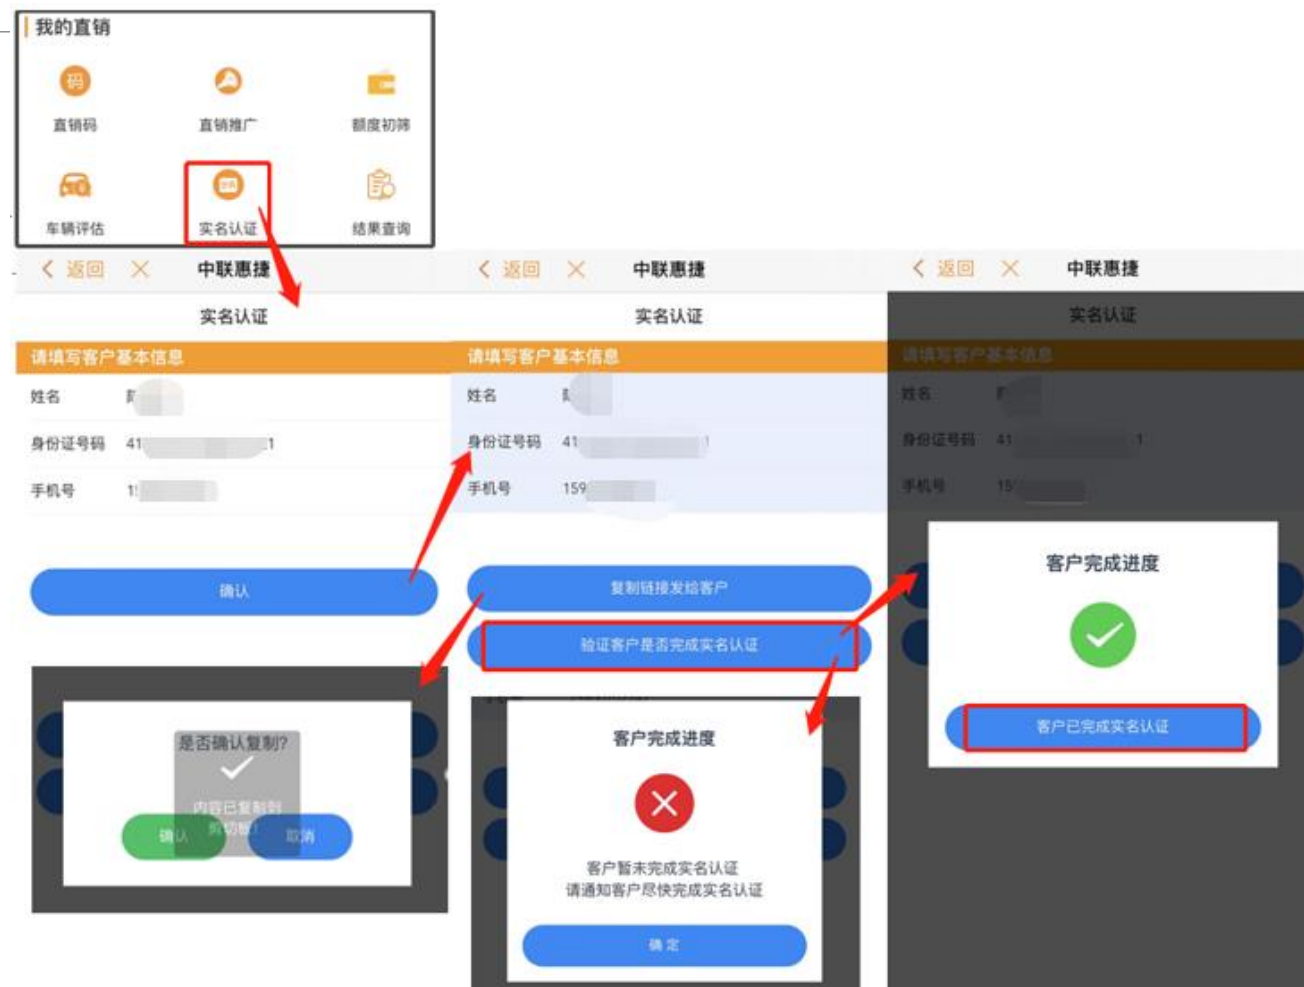 我的直销
码
直销码 直销推广 额度初筛
车辆评估 实名认证 结果查询
返回 中联惠捷
实名认证
请填写客户基本信息
姓名
身份证号码 41 1
手机号 1
确认
是否确认复制?
内容已复制到
剪切板!
确认 取消
返回 中联惠捷
实名认证
请填写客户基本信息
姓名
身份证号码 41 1
手机号 159
复制链接发给客户
验证客户是否完成实名认证
客户完成进度
客户暂未完成实名认证
请通知客户尽快完成实名认证
确定
返回 中联惠捷
实名认证
请填写客户基本信息
姓名
身份证号码 41 1
手机号 15
客户完成进度
客户已完成实名认证